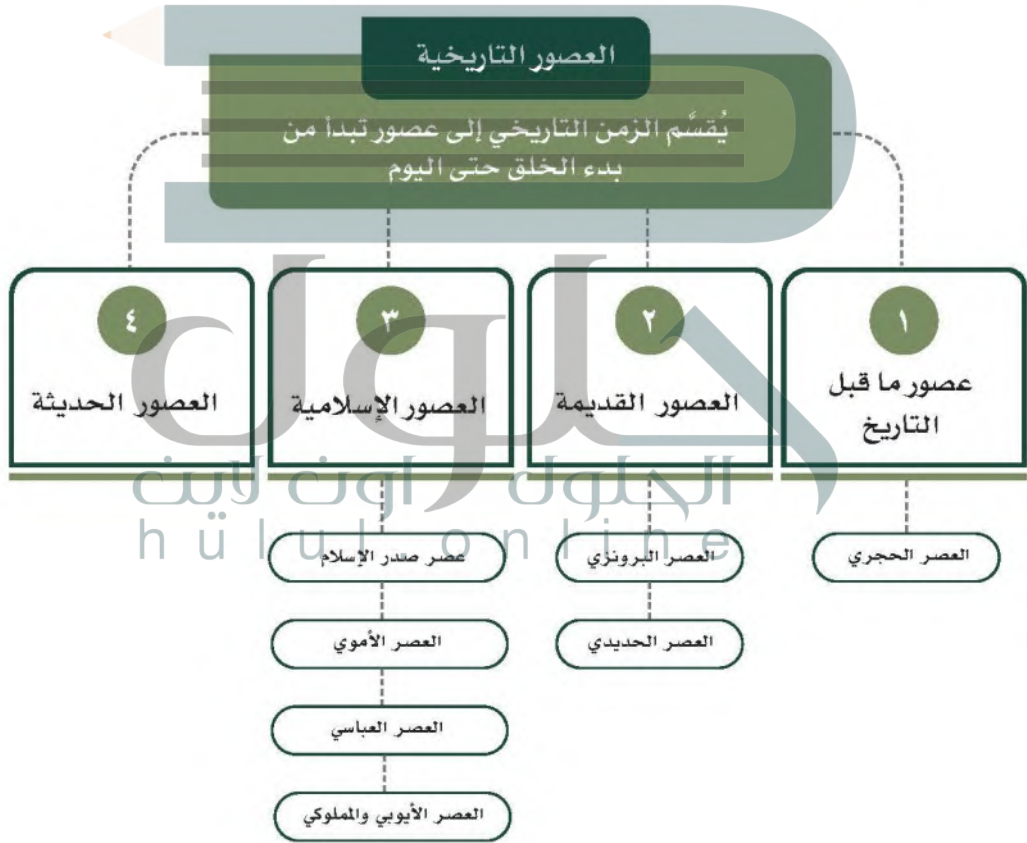 العصور التاريخية
يُقسَّم الزمن التاريخي إلى عصور تبدأ من
بدء الخلق حتى اليوم
١
عصور ما قبل
التاريخ
العصر الحجري
٢
العصور القديمة
العصر البرونزي
العصر الحديدي
٣
العصور الإسلامية
عصر صدر الإسلام
العصر الأموي
العصر العباسي
العصر الأيوبي والمملوكي
٤
العصور الحديثة
حلول
الحلول اون لاين
hülul online